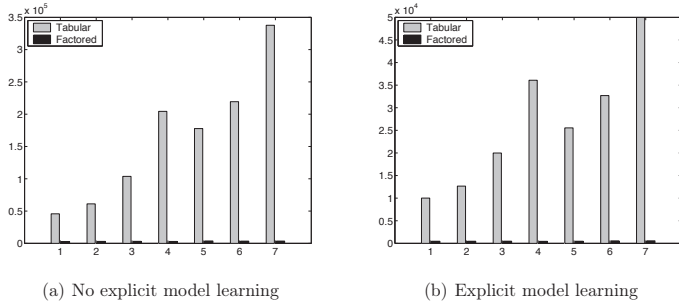 x 10^5
3.5
3
2.5
2
1.5
1
0.5
0
Tabular
Factored
1 2 3 4 5 6 7
(a) No explicit model learning
x 10^4
5
4.5
4
3.5
3
2.5
2
1.5
1
0.5
0
Tabular
Factored
1 2 3 4 5 6 7
(b) Explicit model learning